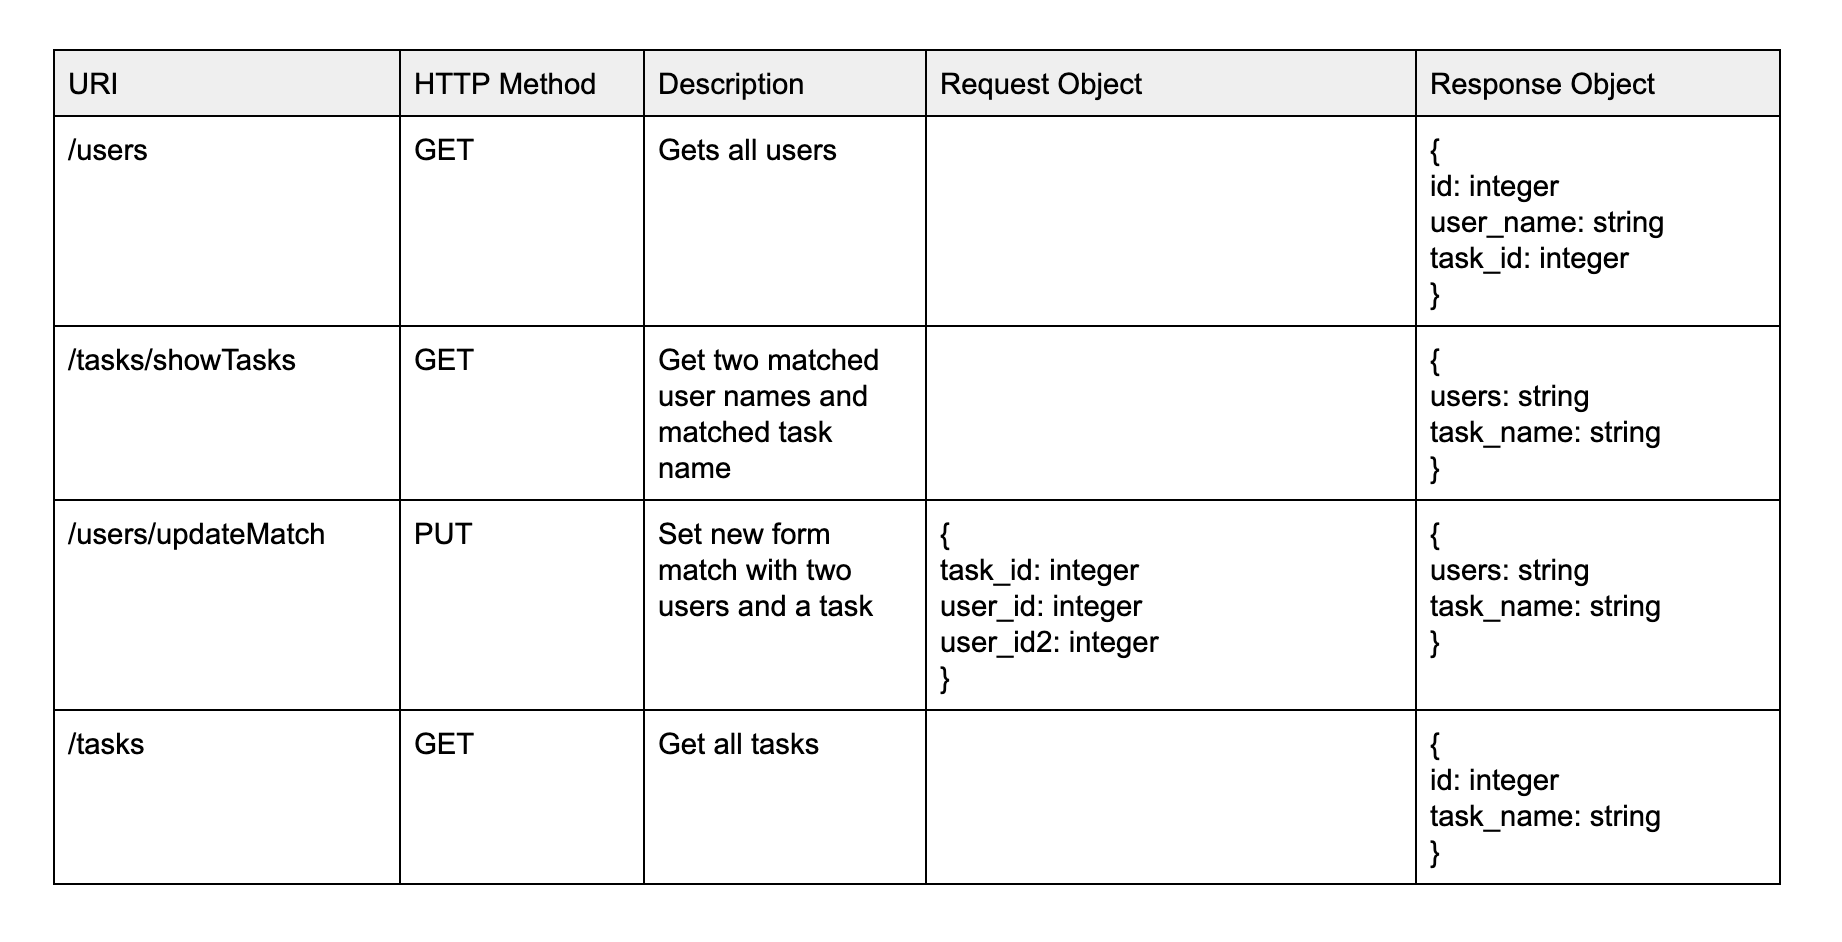 URI HTTP Method Description Request Object Response Object
/users GET Gets all users {
id: integer
user_name: string
task_id: integer
}
/tasks/showTasks GET Get two matched {
user names and users: string
matched task task_name: string
name }
/users/updateMatch PUT Set new form { {
match with two task_id: integer users: string
users and a task user_id: integer task_name: string
user_id2: integer }
}
/tasks GET Get all tasks {
id: integer
task_name: string
}